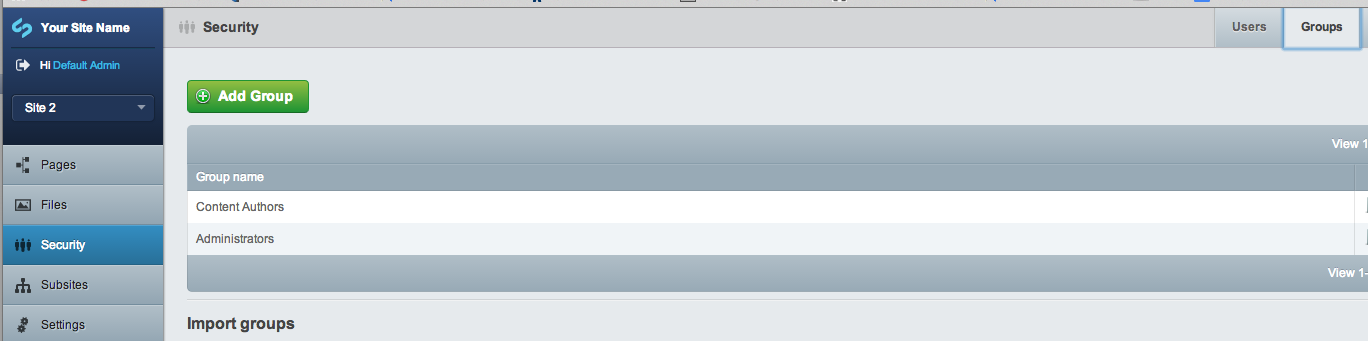 Your Site Name
Security
Users
Groups
Hi Default Admin
Site 2
Add Group
Pages
Files
Security
Subsites
Settings
View 1
Group name
Content Authors
Administrators
View 1-
Import groups